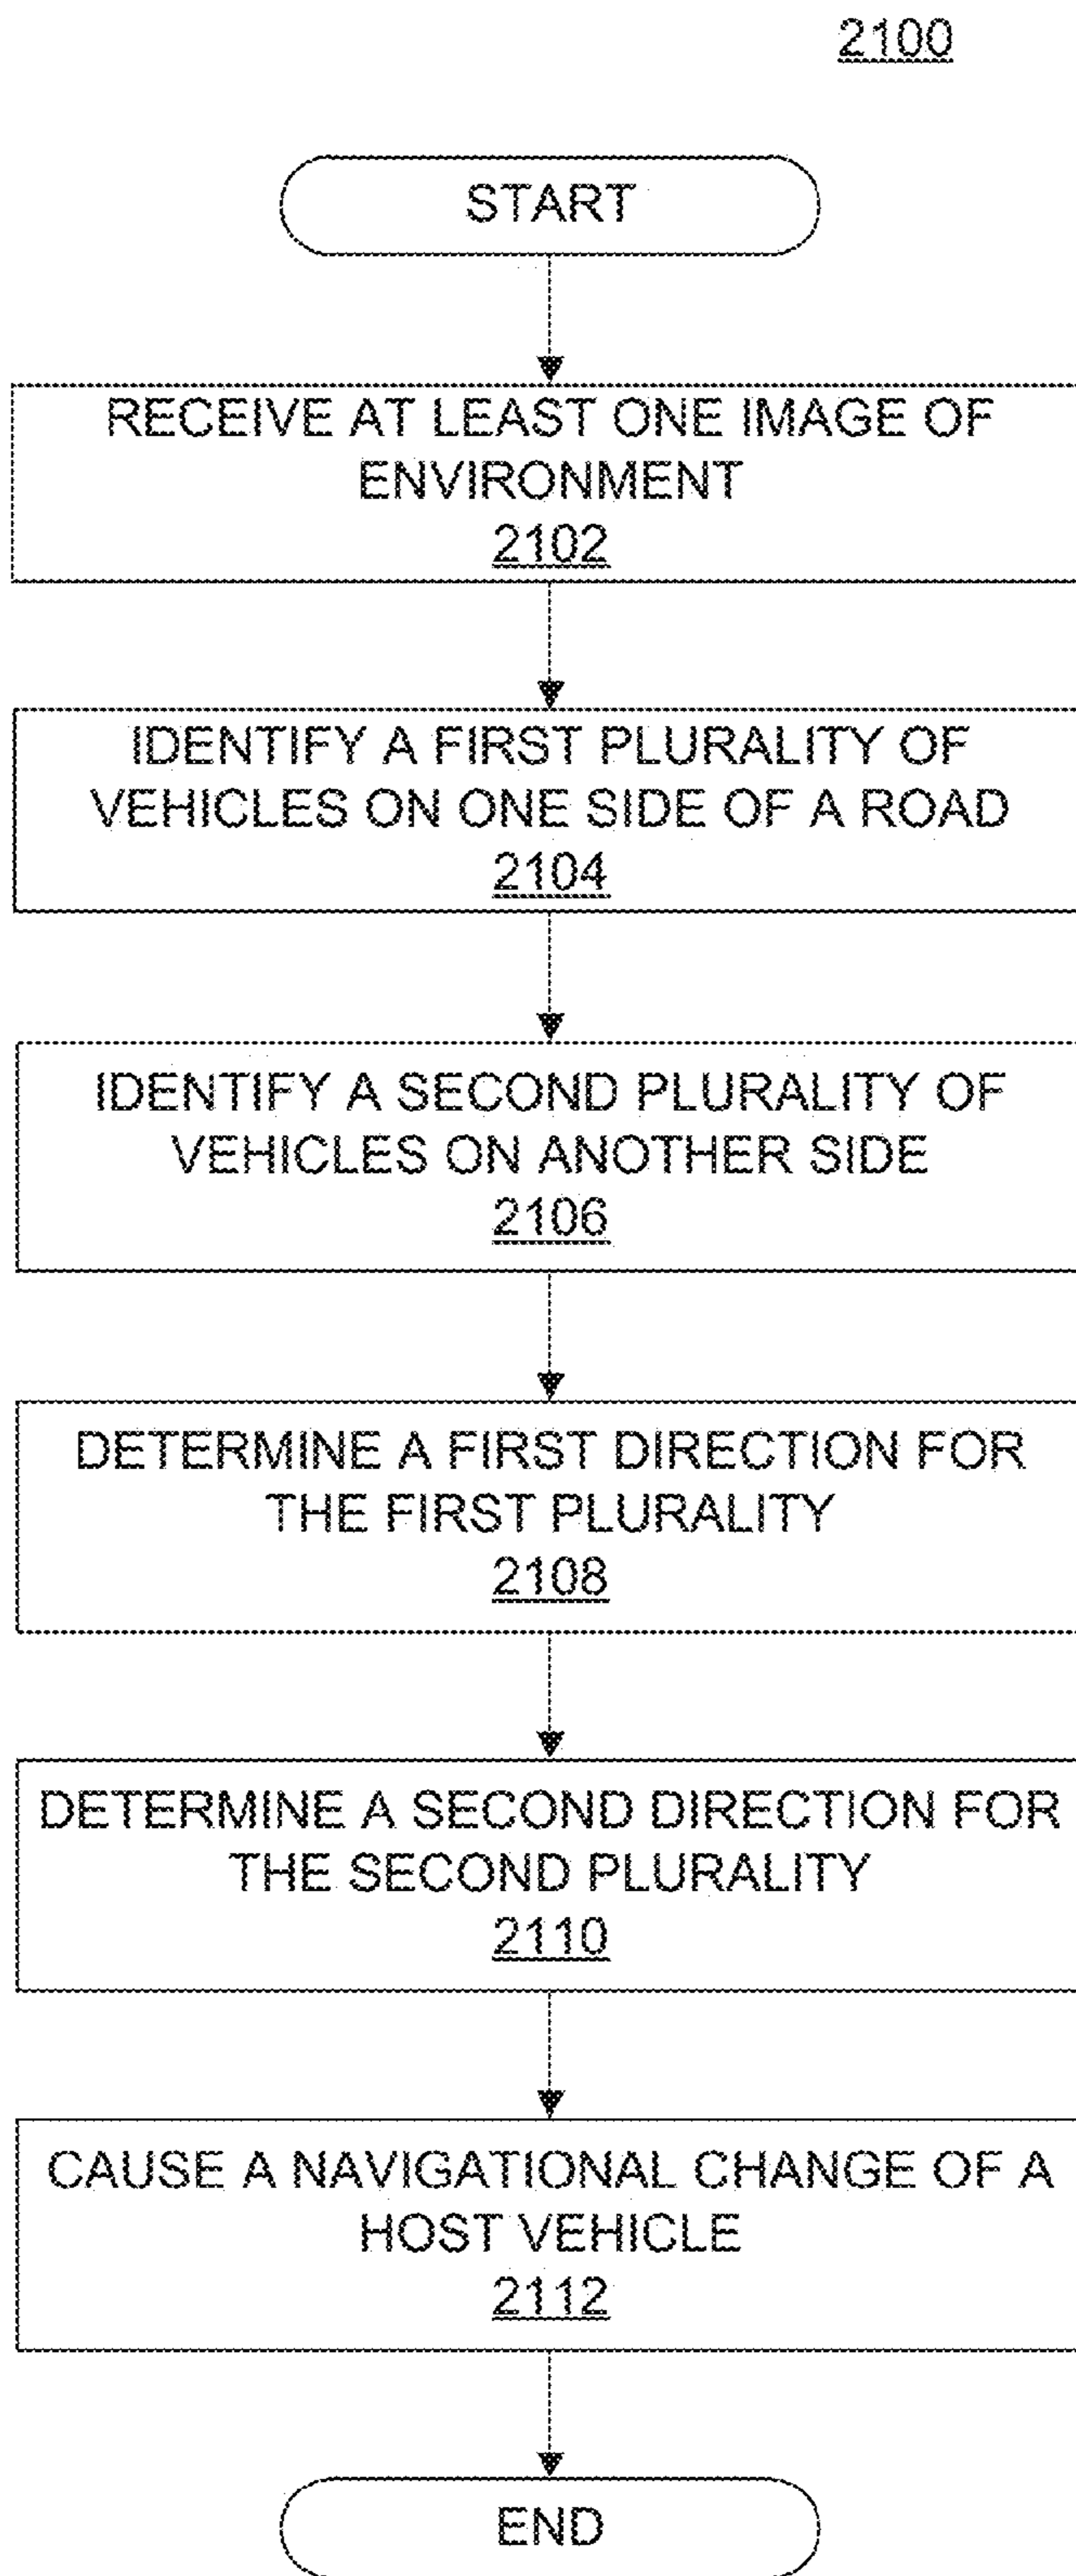 2100
START
RECEIVE AT LEAST ONE IMAGE OF
ENVIRONMENT
2102
IDENTIFY A FIRST PLURALITY OF
VEHICLES ON ONE SIDE OF A ROAD
2104
IDENTIFY A SECOND PLURALITY OF
VEHICLES ON ANOTHER SIDE
2106
DETERMINE A FIRST DIRECTION FOR
THE FIRST PLURALITY
2108
DETERMINE A SECOND DIRECTION FOR
THE SECOND PLURALITY
2110
CAUSE A NAVIGATIONAL CHANGE OF A
HOST VEHICLE
2112
END